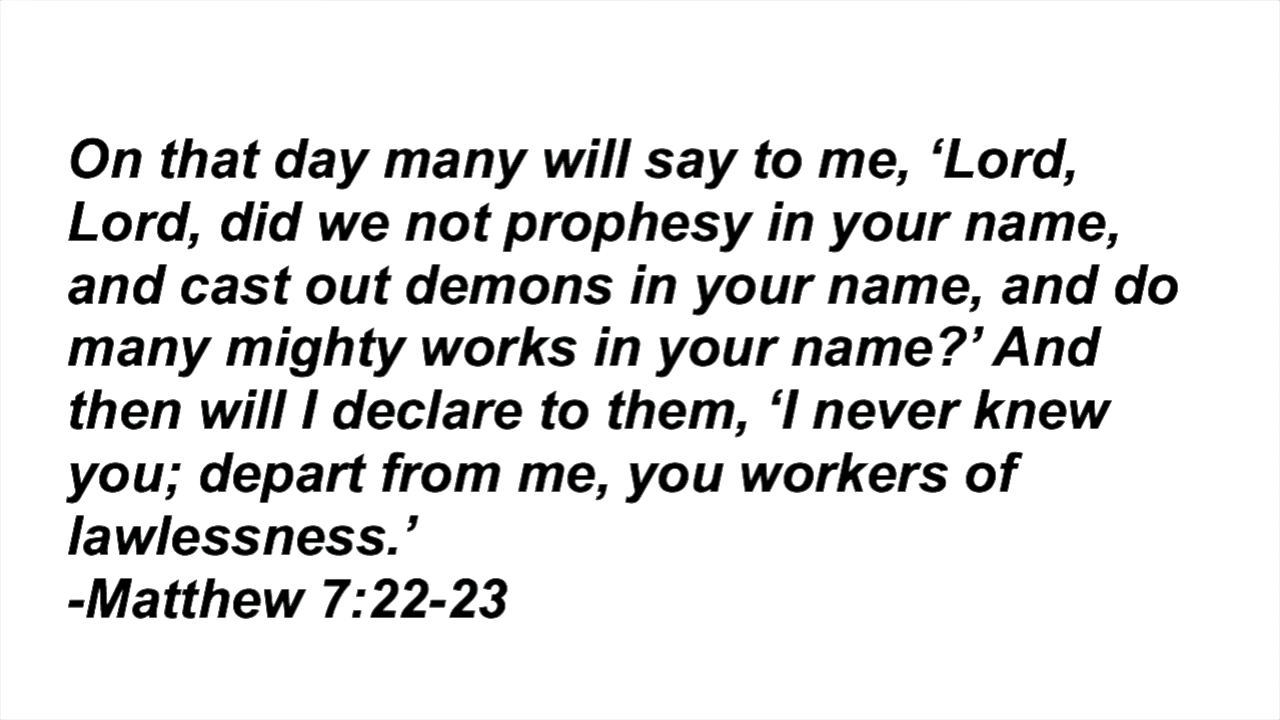 On that day many will say to me, ‘Lord,
Lord, did we not prophesy in your name,
and cast out demons in your name, and do
many mighty works in your name?’ And
then will I declare to them, ‘I never knew
you; depart from me, you workers of
lawlessness.’
-Matthew 7:22-23